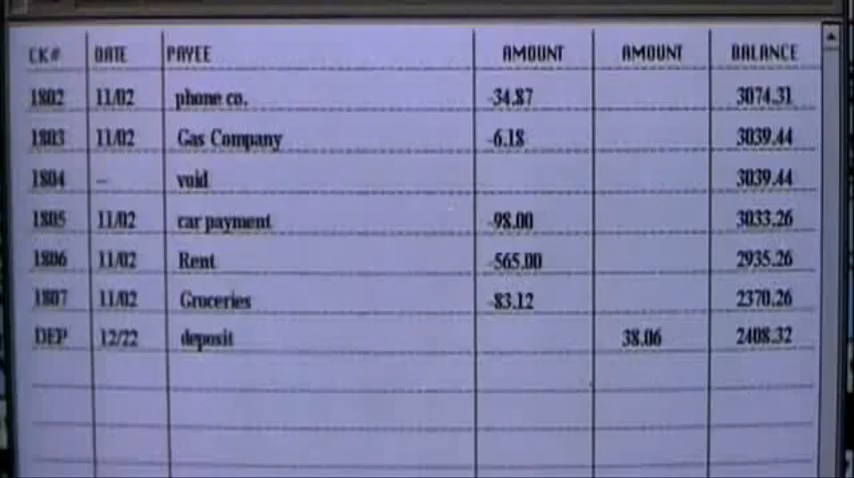 CK# DATE PAYEE AMOUNT AMOUNT BALANCE
1802 11/02 phone co. -34.87 3074.31
1803 11/02 Gas Company -6.18 3039.44
1804 – void 3039.44
1805 11/02 car payment -98.00 3033.26
1806 11/02 Rent -565.00 2935.26
1807 11/02 Groceries -83.12 2370.26
DEP 12/22 deposit 38.06 2408.32